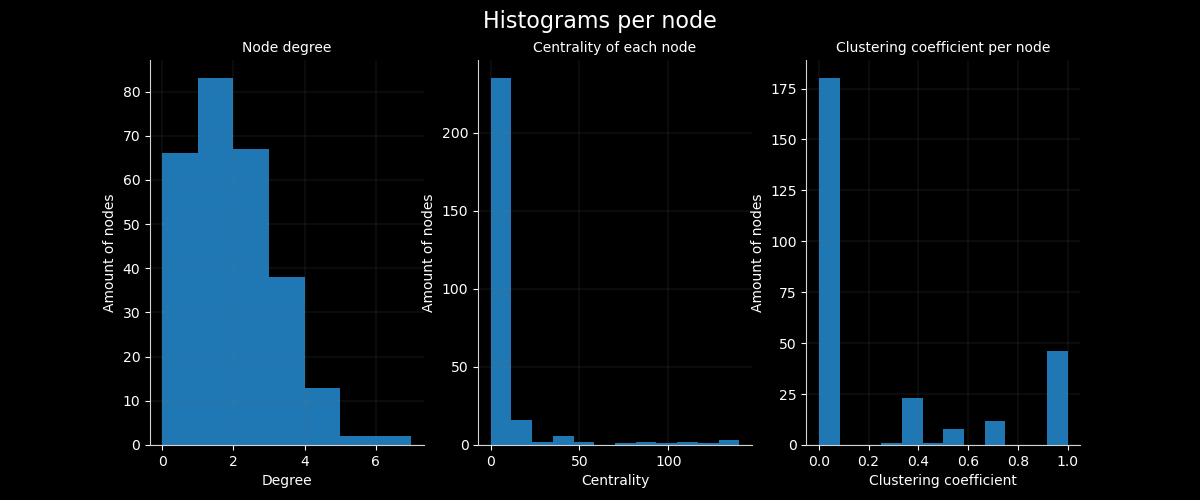 Histograms per node
Node degree
Amount of nodes
80
70
60
50
40
30
20
10
0
0 2 4 6
Degree
Centrality of each node
Amount of nodes
200
150
100
50
0
0 50 100
Centrality
Clustering coefficient per node
Amount of nodes
175
150
125
100
75
50
25
0
0.0 0.2 0.4 0.6 0.8 1.0
Clustering coefficient